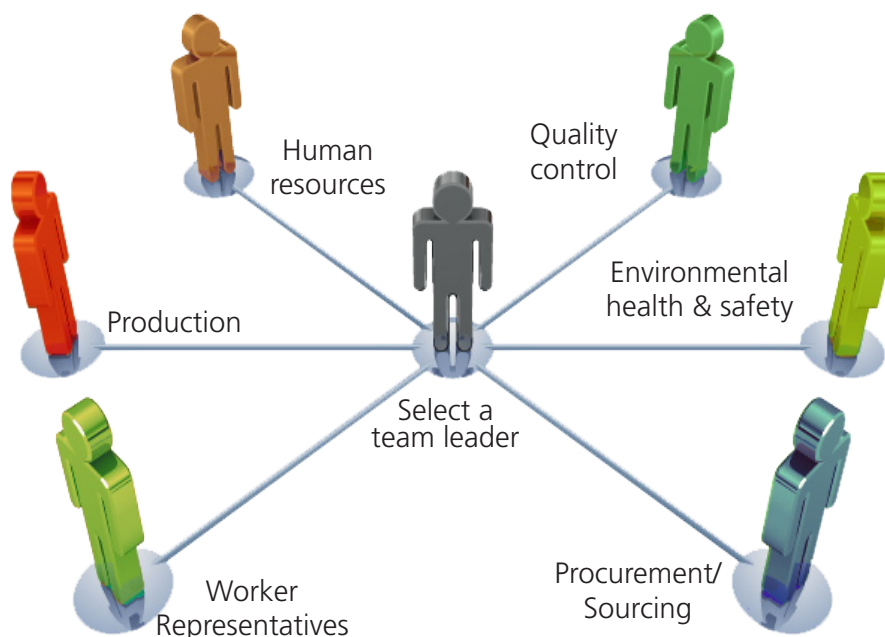 Human
resources
Quality
control
Environmental
health & safety
Production
Select a
team leader
Worker
Representatives
Procurement/
Sourcing